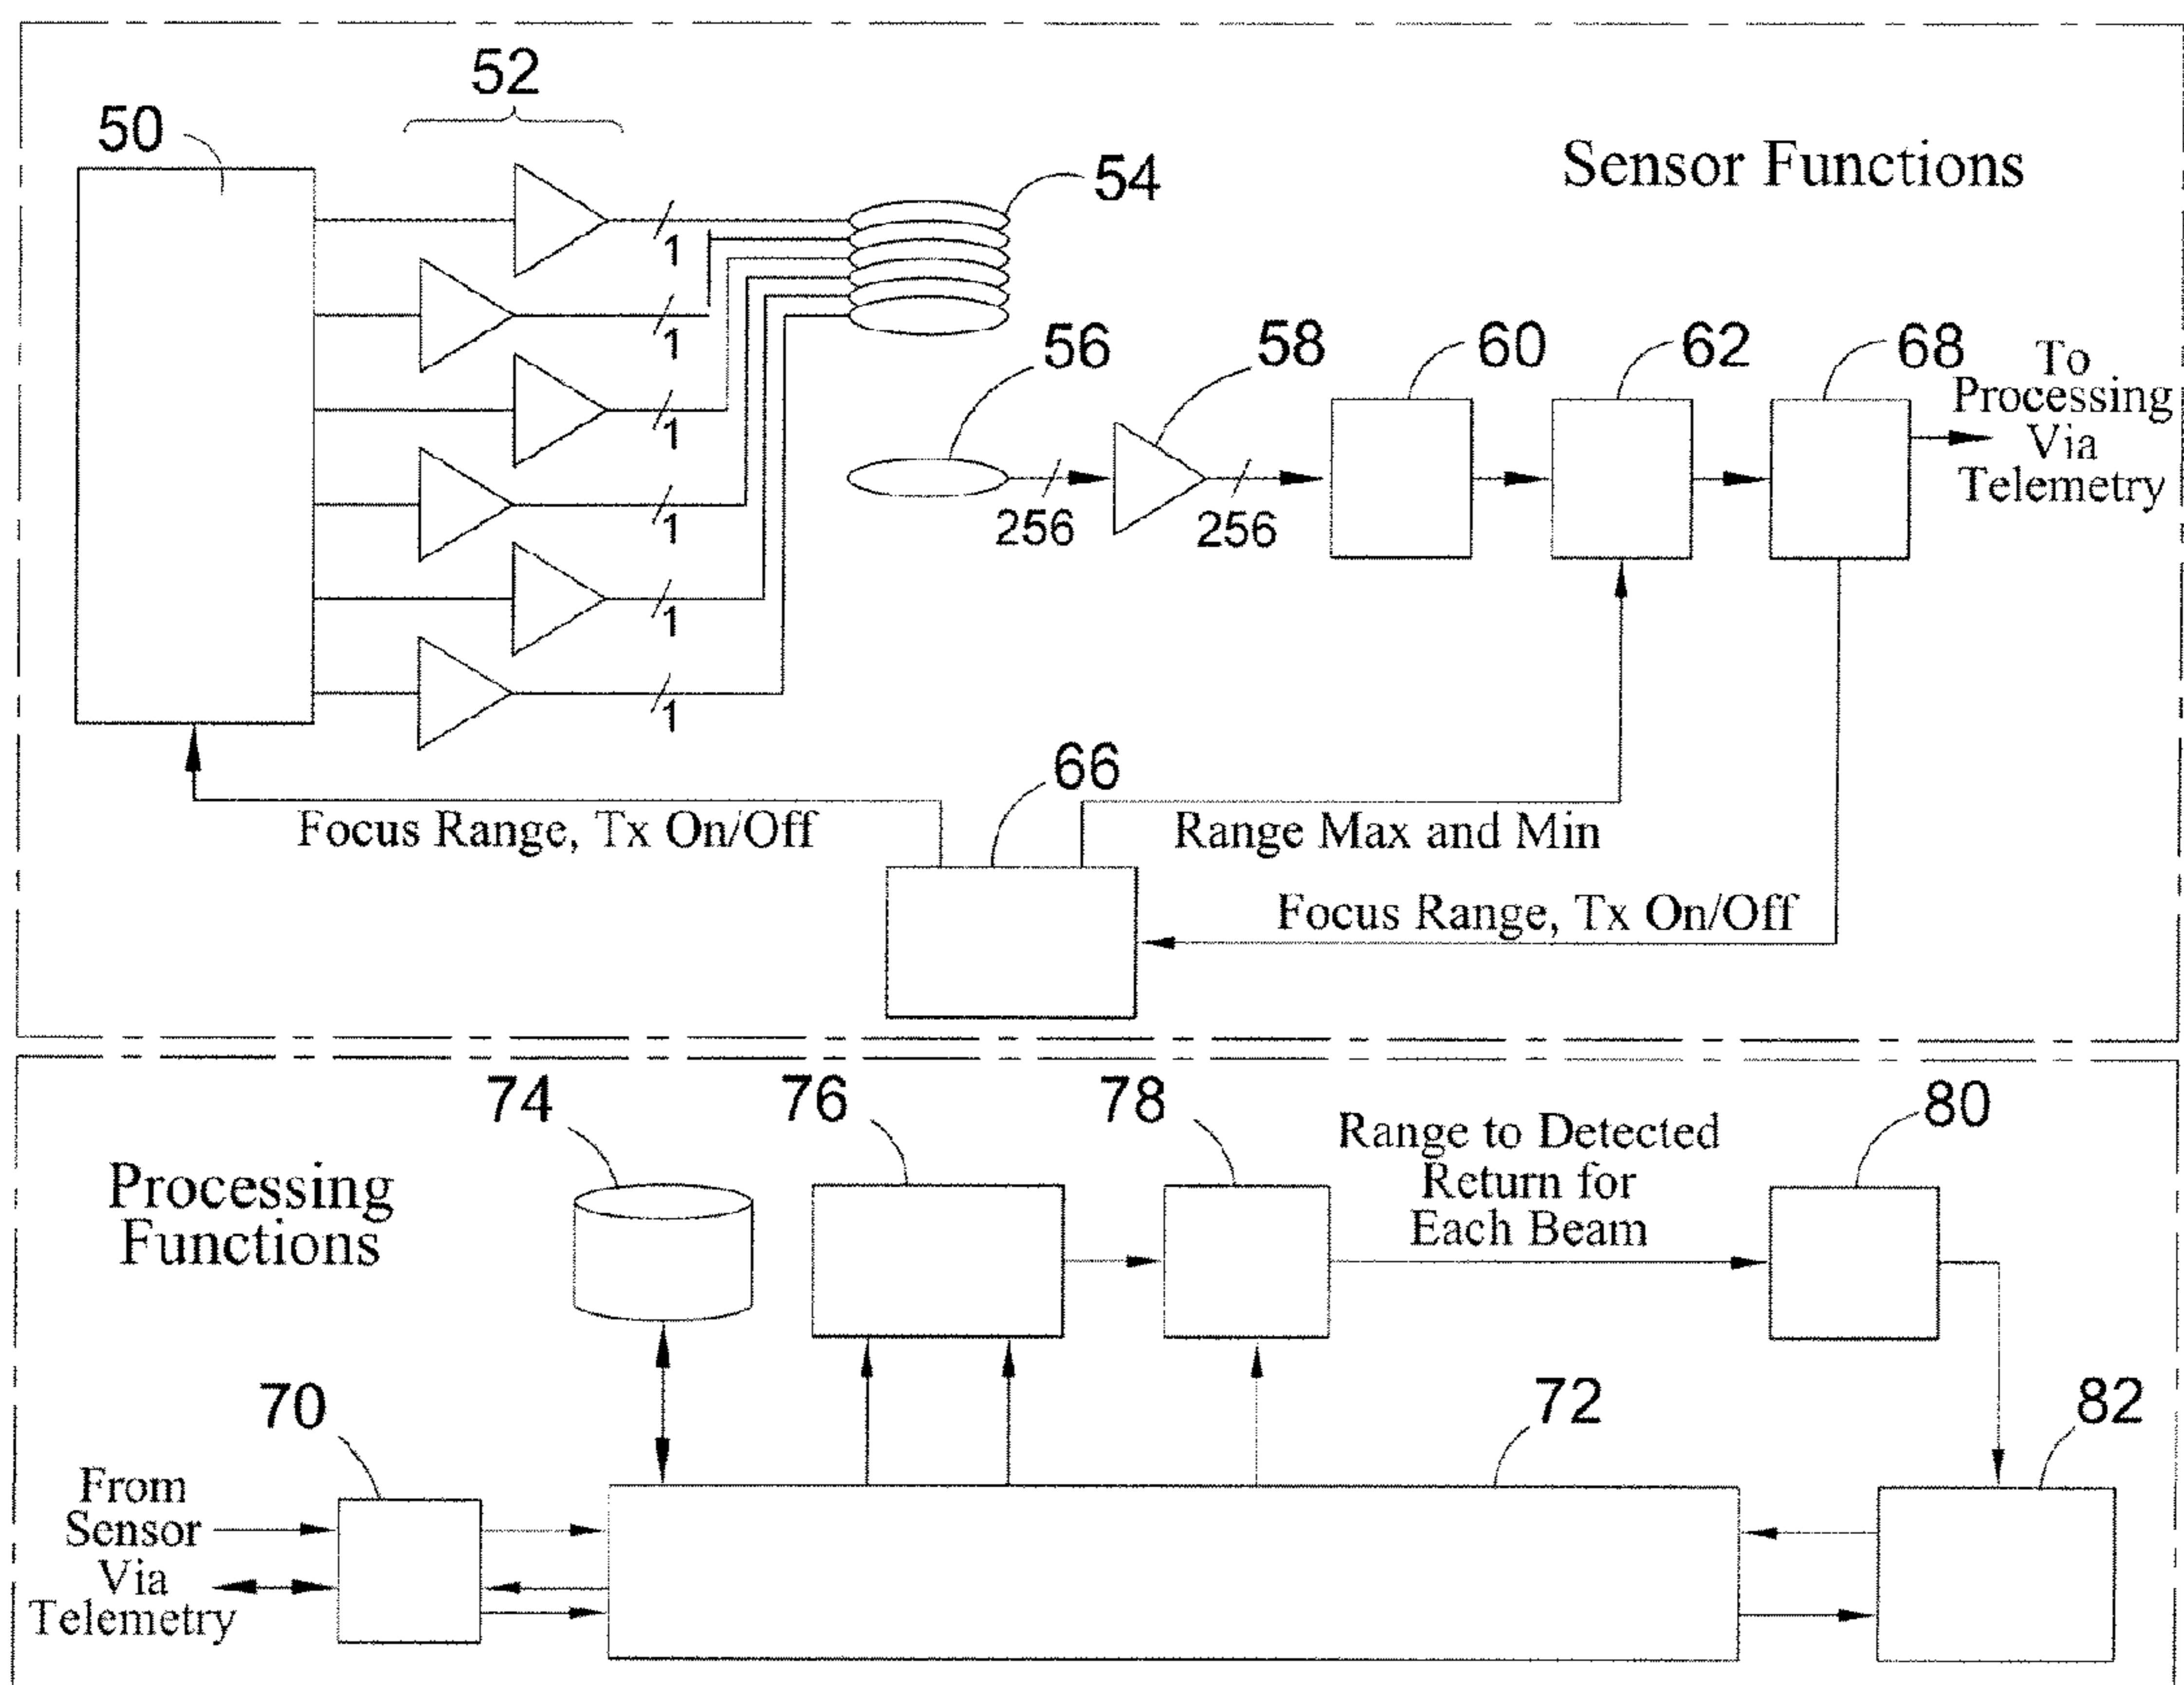 52
50
Sensor Functions
54
1
1
1
1
1
1
56
58
60
62
68
To
Processing
Via
Telemetry
256
256
66
Focus Range, Tx On/Off
Range Max and Min
Focus Range, Tx On/Off
74
76
78
80
Range to Detected
Return for
Each Beam
Processing
Functions
70
72
82
From
Sensor
Via
Telemetry